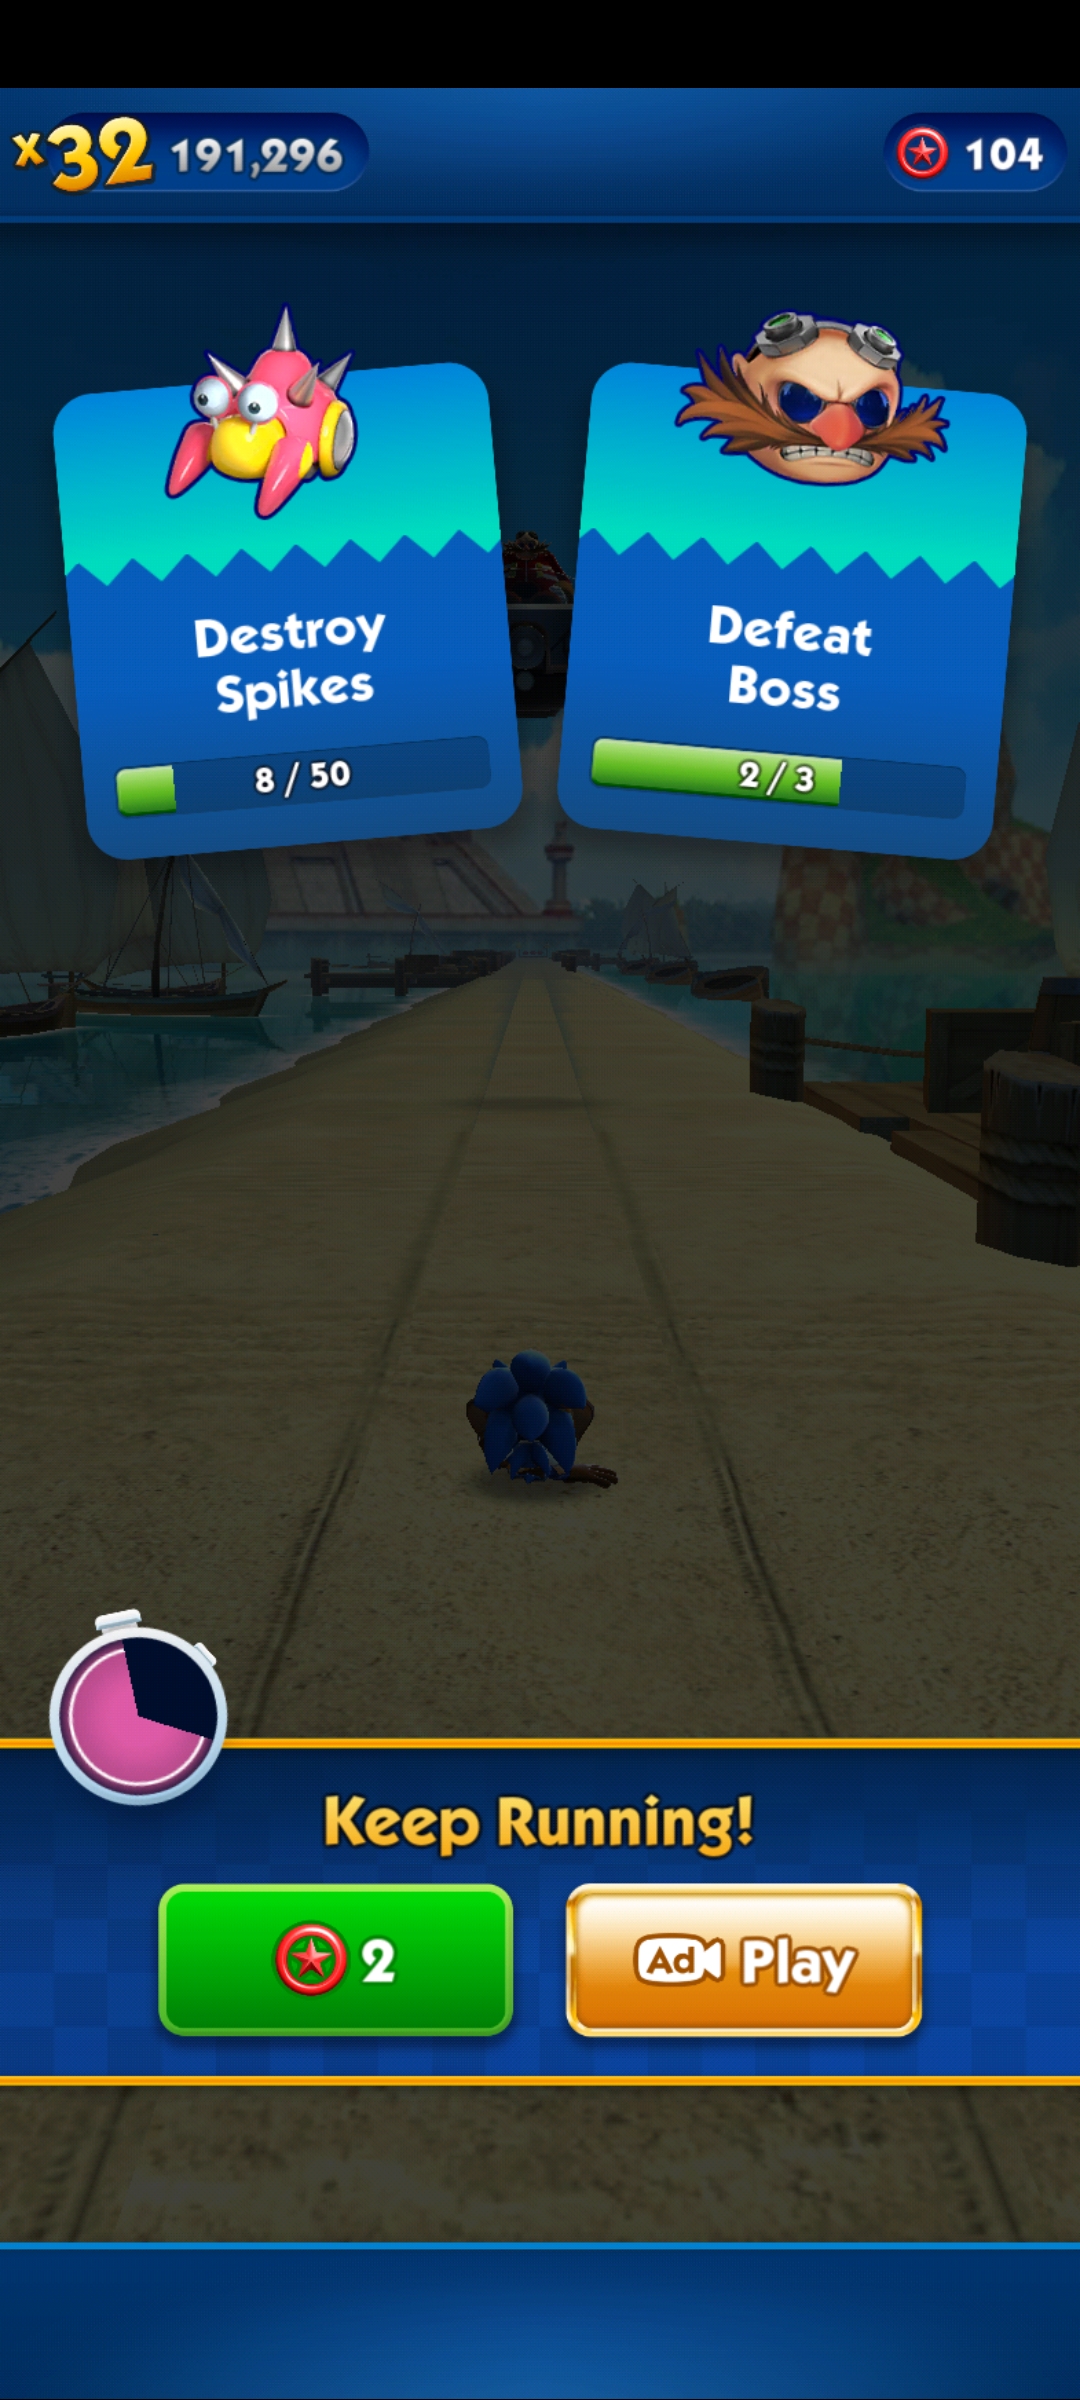 x32 191,296
104
Destroy
Spikes
8 / 50
Defeat
Boss
2 / 3
Keep Running!
2
Ad Play